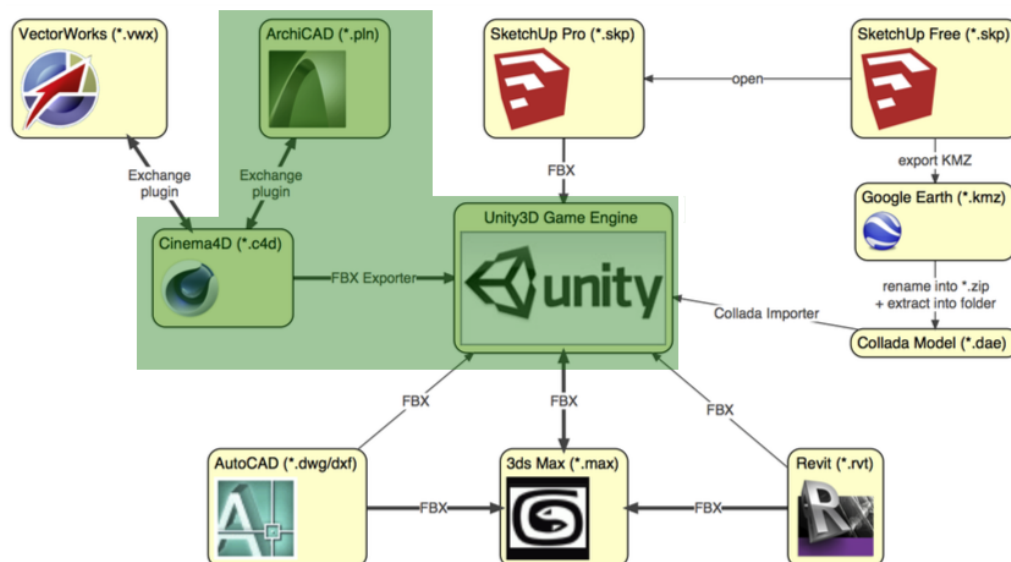 VectorWorks (*.vwx)
ArchiCAD (*.pln)
SketchUp Pro (*.skp)
SketchUp Free (*.skp)
open
Exchange
plugin
Exchange
plugin
FBX
export KMZ
Google Earth (*.kmz)
Unity3D Game Engine
unity
Cinema4D (*.c4d)
FBX Exporter
rename into *.zip
+ extract into folder
Collada Importer
Collada Model (*.dae)
FBX
FBX
FBX
AutoCAD (*.dwg/dxf)
3ds Max (*.max)
Revit (*.rvt)
A
R
FBX
FBX